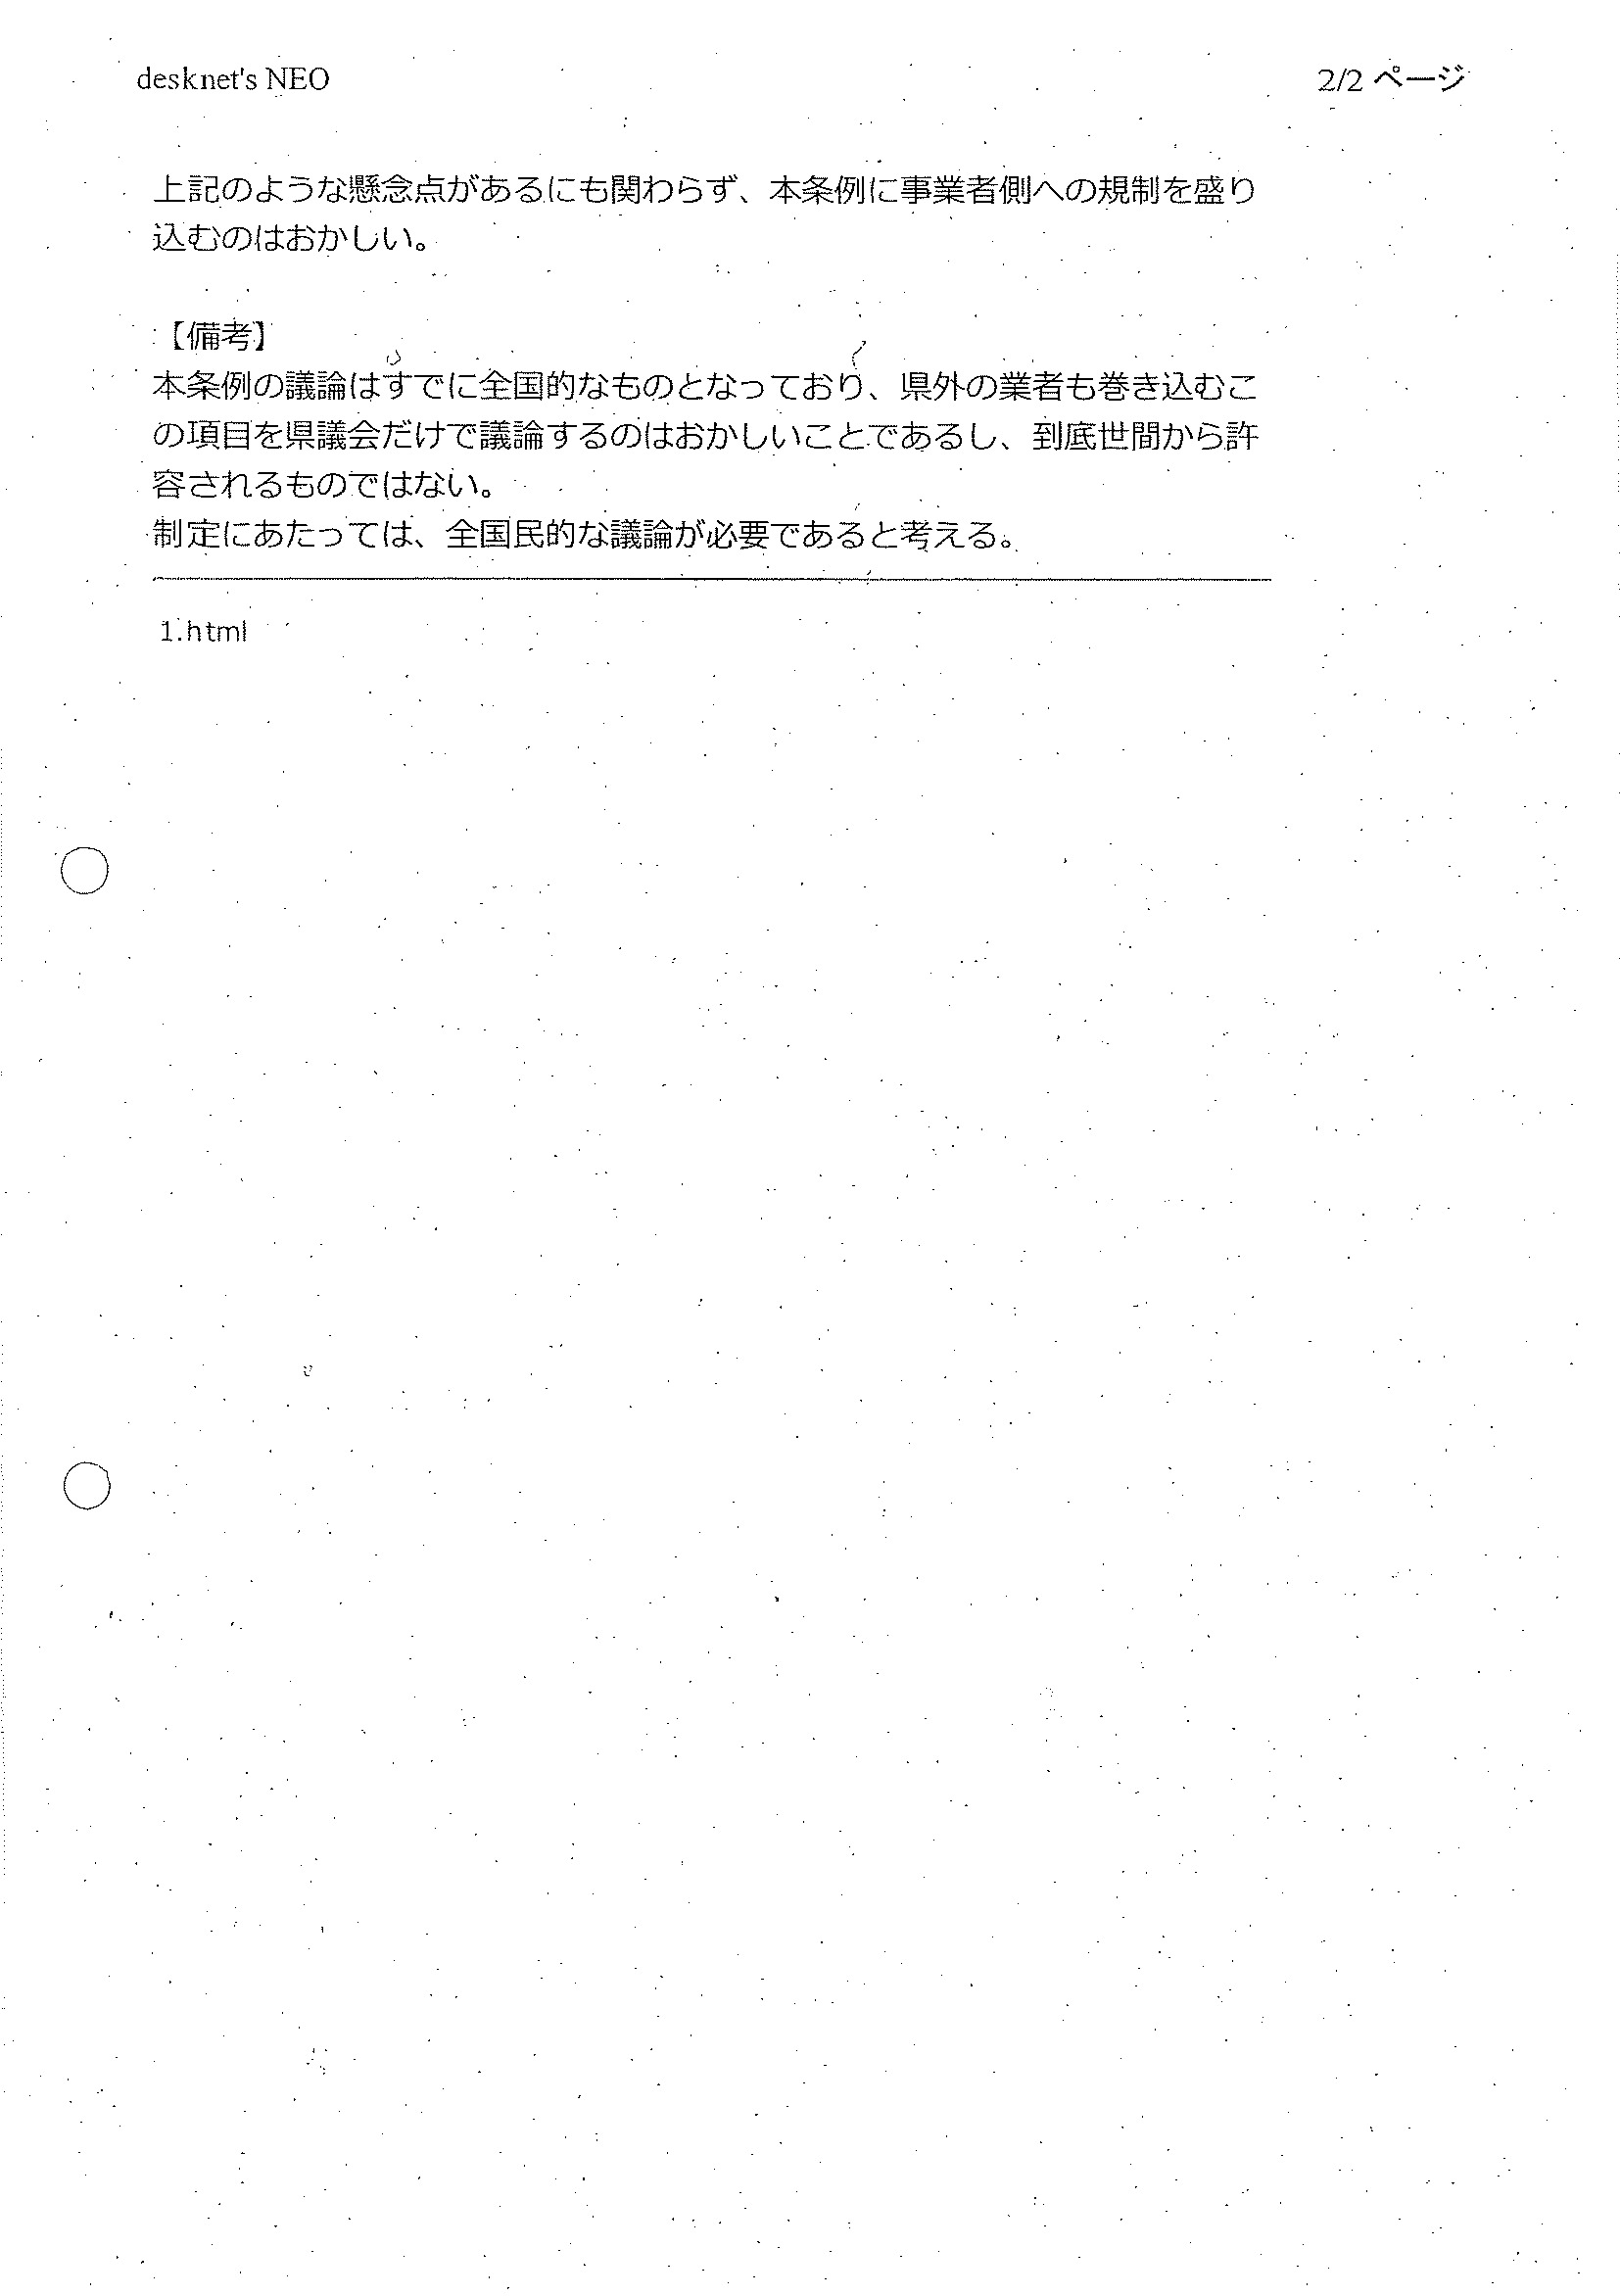 desknet's NEO
2/2 ページ
上記のような懸念点があるにも関わらず、本条例に事業者側への規制を盛り
込むのはおかしい。
【備考】
本条例の議論はすでに全国的なものとなっており、県外の業者も巻き込むこ
の項目を県議会だけで議論するのはおかしいことであるし、到底世間から許
容されるものではない。
制定にあたっては、全国民的な議論が必要であると考える。
1.html